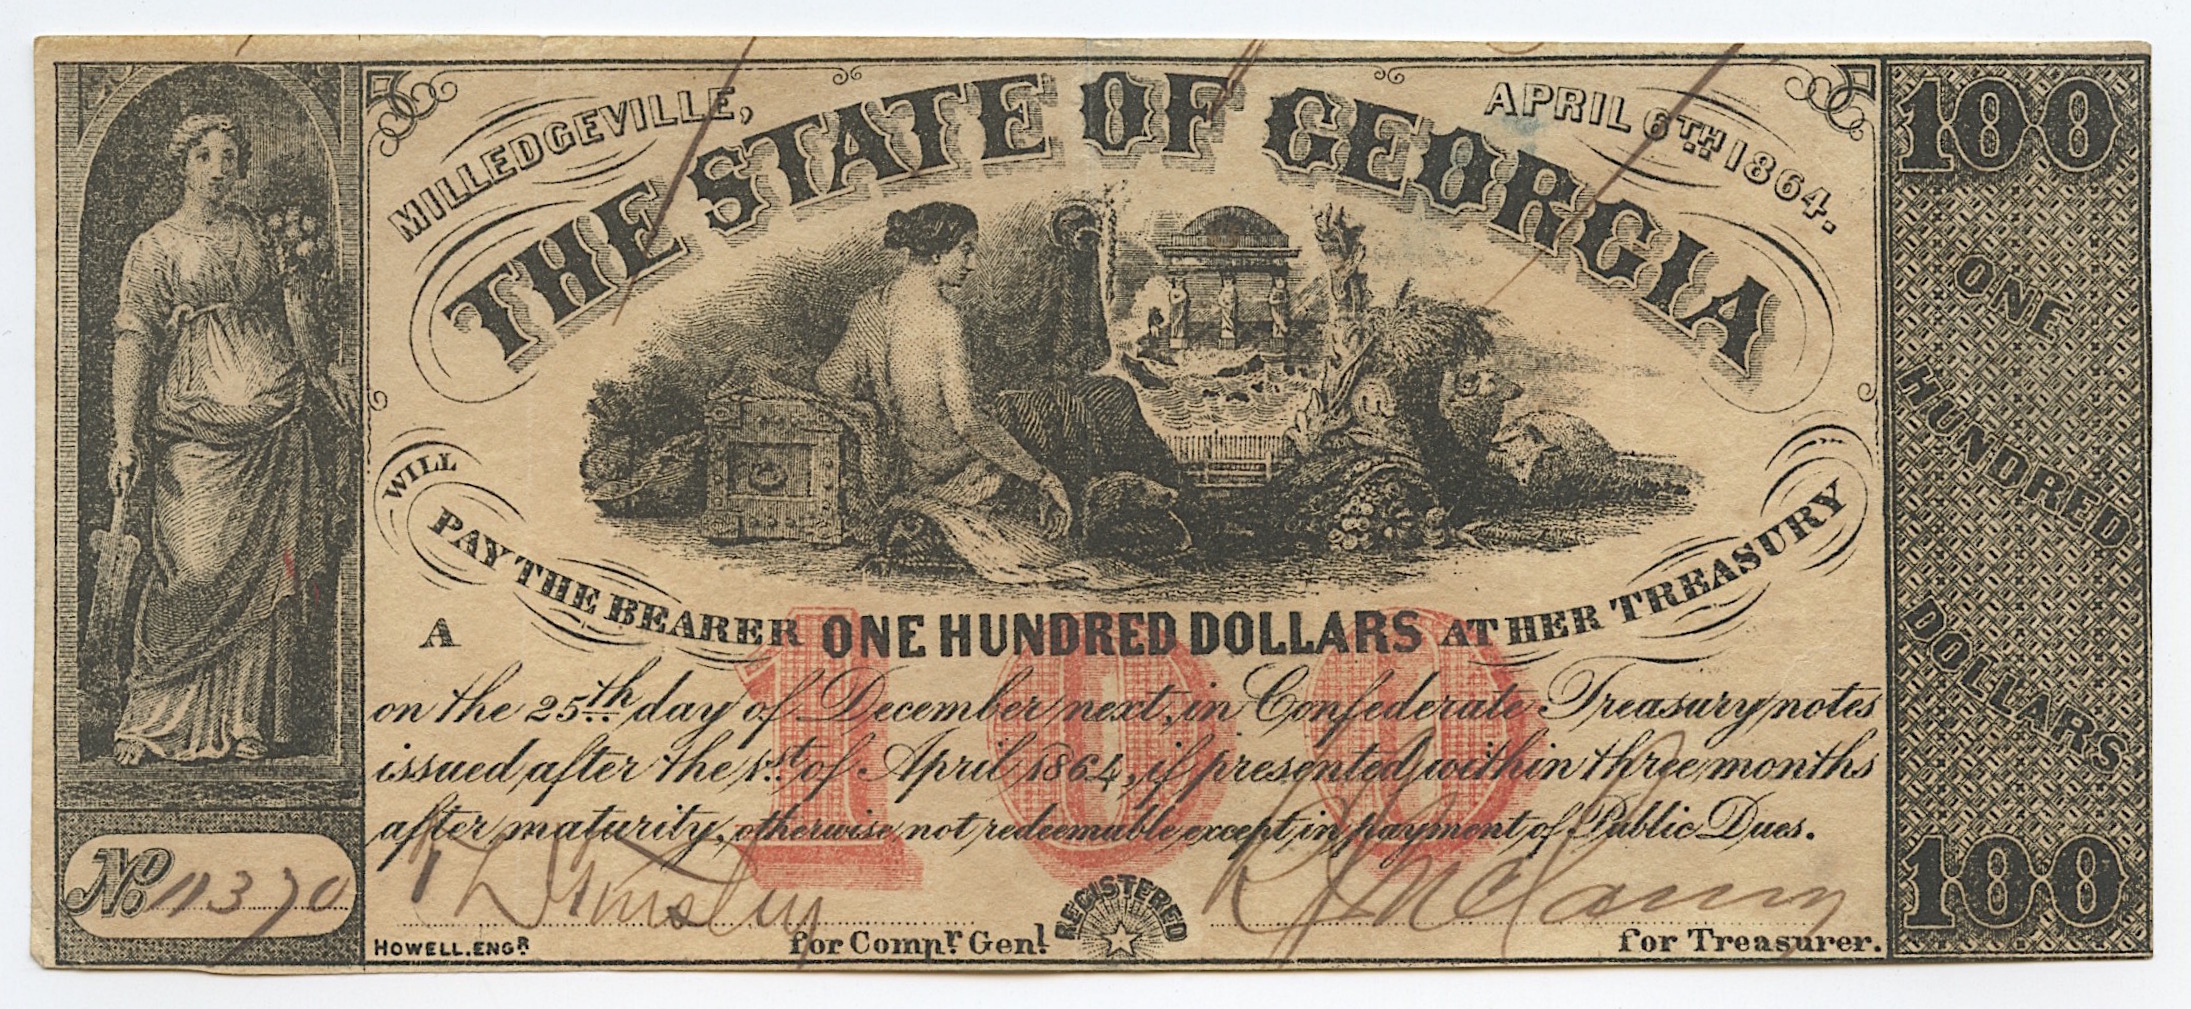 MILLEDGEVILLE,
APRIL 6TH 1864.
THE STATE OF GEORGIA
WILL
PAY THE BEARER ONE HUNDRED DOLLARS AT HER TREASURY
A
100
on the 25th day of December next, in Confederate Treasury notes
issued after the 1st of April 1864, if presented within three months
after maturity, otherwise not redeemable except in payment of Public Dues.
No 11370
HOWELL.ENGR
for Compr. Genl.
REGISTERED
for Treasurer.
100
ONE
HUNDRED
DOLLARS
100